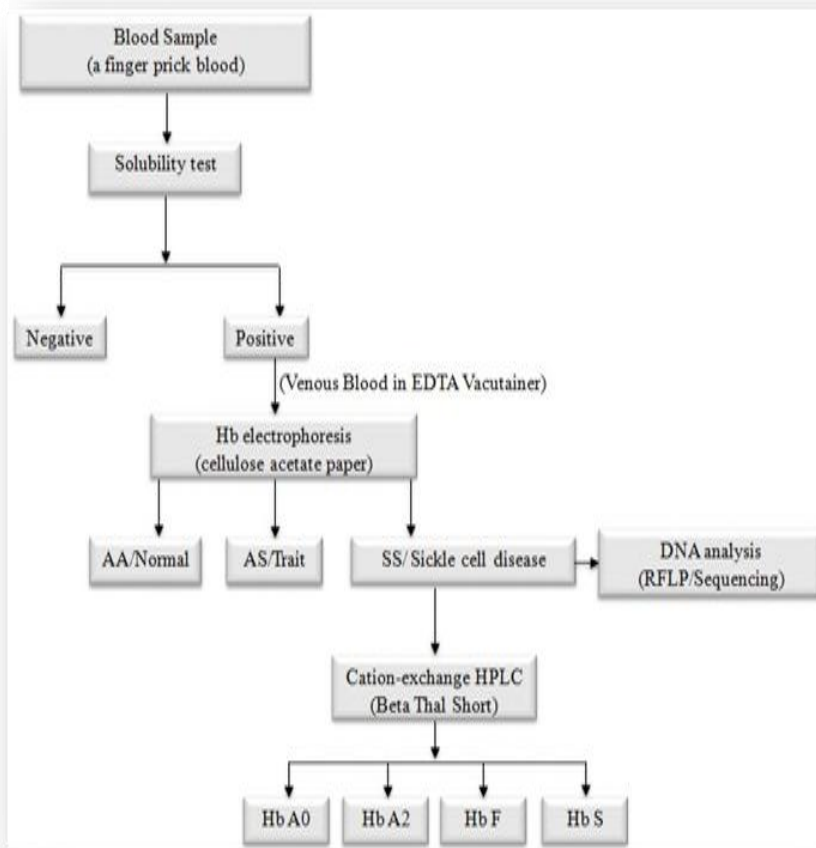 Blood Sample
(a finger prick blood)
Solubility test
Negative
Positive
(Venous Blood in EDTA Vacutainer)
Hb electrophoresis
(cellulose acetate paper)
AA/Normal
AS/Trait
SS/ Sickle cell disease
DNA analysis
(RFLP/Sequencing)
Cation-exchange HPLC
(Beta Thal Short)
Hb A0
Hb A2
Hb F
Hb S